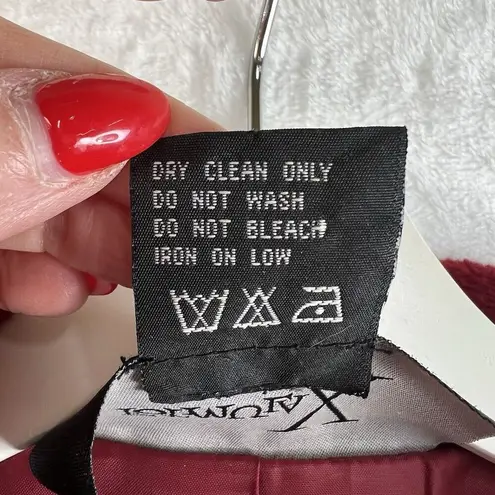 DRY CLEAN ONLY
DO NOT WASH
DO NOT BLEACH
IRON ON LOW